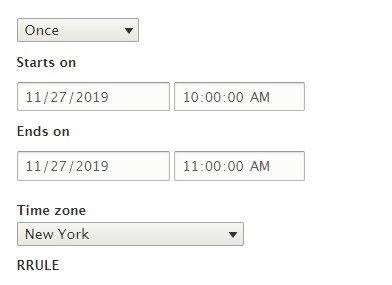 Once
Starts on
11/27/2019 10:00:00 AM
Ends on
11/27/2019 11:00:00 AM
Time zone
New York
RRULE